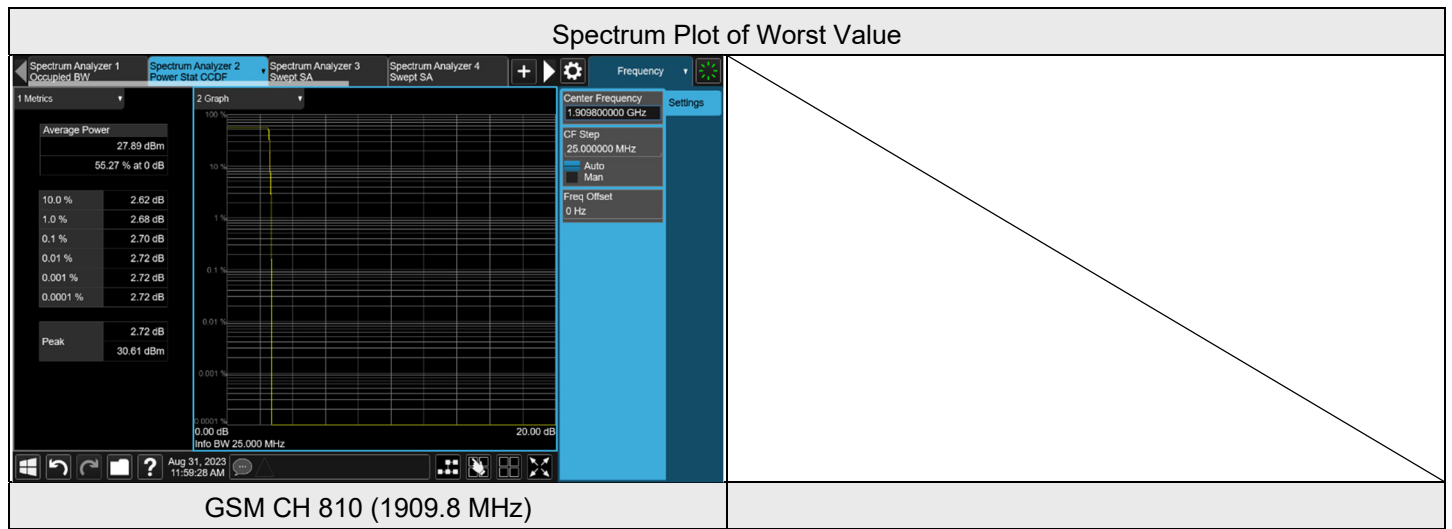 Spectrum Plot of Worst Value
Spectrum Analyzer 1
Occupied BW
Spectrum Analyzer 2
Power Stat CCDF
Spectrum Analyzer 3
Swept SA
Spectrum Analyzer 4
Swept SA
+
Frequency
1 Metrics
2 Graph
Average Power
27.89 dBm
55.27 % at 0 dB
10.0 % 2.62 dB
1.0 % 2.68 dB
0.1 % 2.70 dB
0.01 % 2.72 dB
0.001 % 2.72 dB
0.0001 % 2.72 dB
Peak
2.72 dB
30.61 dBm
100 %
10 %
1 %
0.1 %
0.01 %
0.001 %
0.0001 %
0.00 dB
20.00 dB
Info BW 25.000 MHz
Center Frequency
1.909800000 GHz
Settings
CF Step
25.000000 MHz
Auto
Man
Freq Offset
0 Hz
?
Aug 31, 2023
11:59:28 AM
GSM CH 810 (1909.8 MHz)